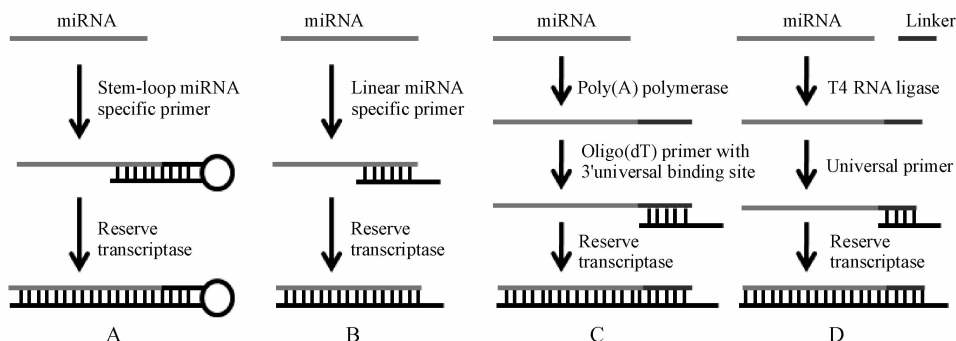 miRNA
Stem-loop miRNA
specific primer
Reserve
transcriptase
A
miRNA
Linear miRNA
specific primer
Reserve
transcriptase
B
miRNA
Poly(A) polymerase
Oligo(dT) primer with
3'universal binding site
Reserve
transcriptase
C
miRNA
Linker
T4 RNA ligase
Universal primer
Reserve
transcriptase
D